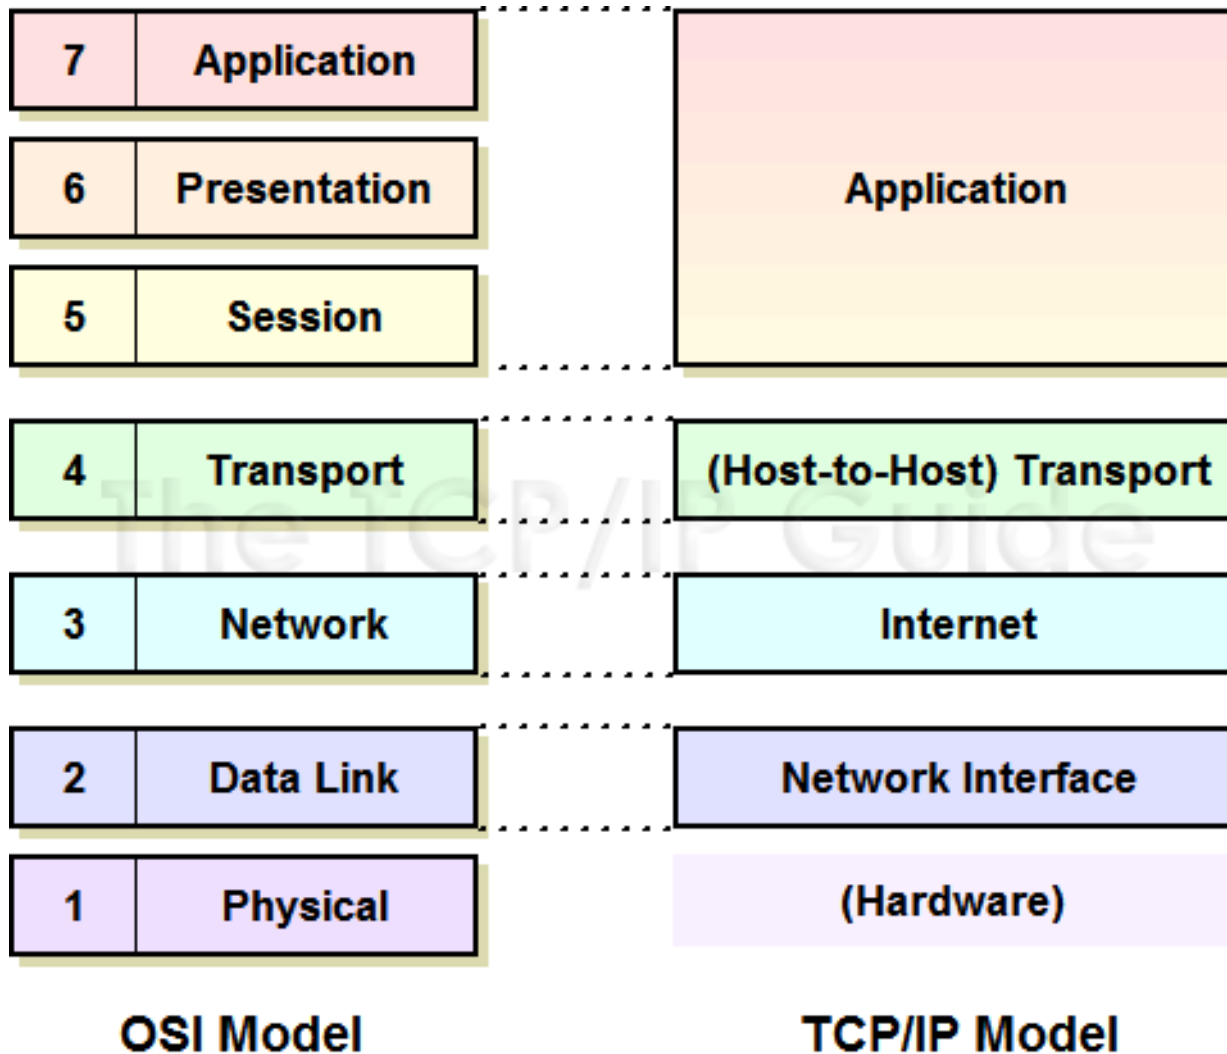 7 Application
6 Presentation
5 Session
4 Transport
3 Network
2 Data Link
1 Physical
OSI Model
Application
(Host-to-Host) Transport
Internet
Network Interface
(Hardware)
TCP/IP Model
The TCP/IP Guide